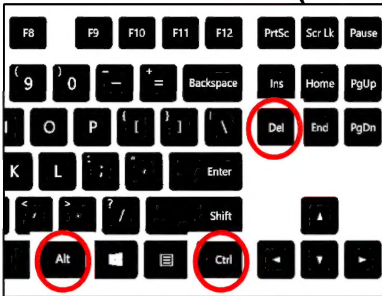 F8 F9 F10 F11 F12 PrtSc Scr Lk Pause
( ) _ +
9 0 - = Backspace Ins Home PgUp
{ } |
O P [ ] \ Del End PgDn
: "
K L ; ' Enter
< > ?
, . / Shift
Alt Ctrl